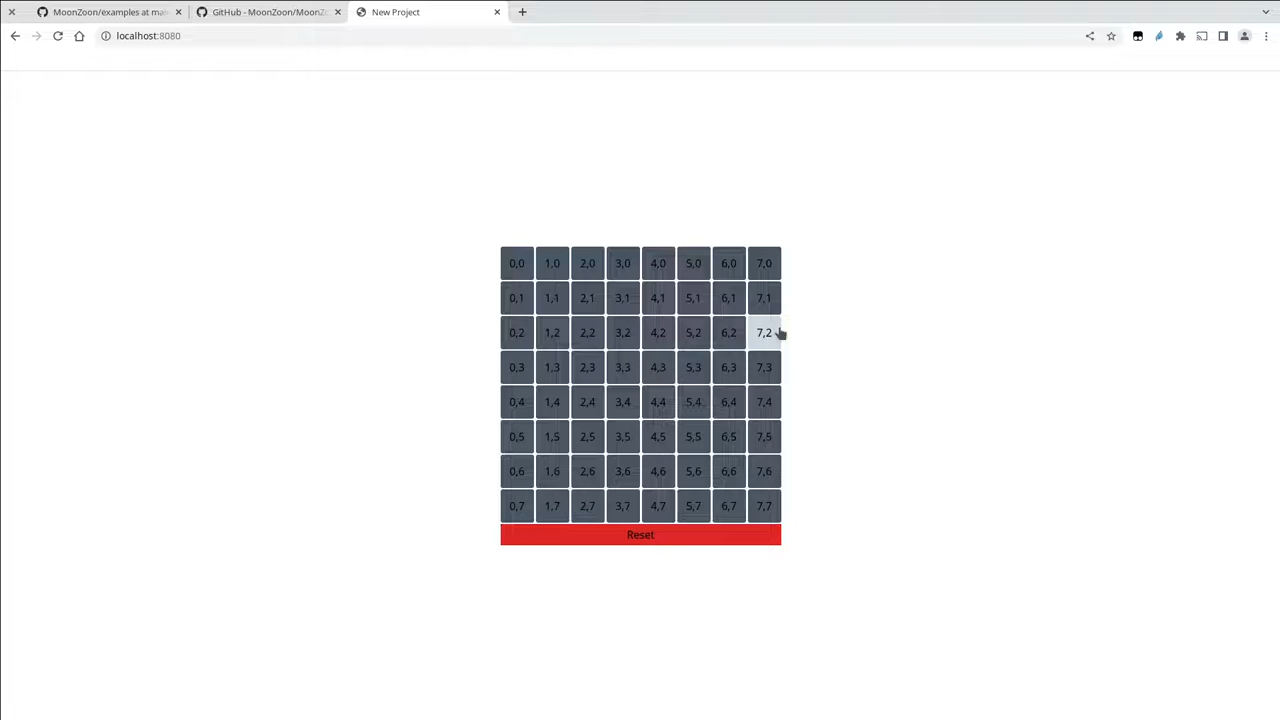 MoonZoon/examples at ma
GitHub - MoonZoon/MoonZ
New Project
localhost:8080
0,0 1,0 2,0 3,0 4,0 5,0 6,0 7,0
0,1 1,1 2,1 3,1 4,1 5,1 6,1 7,1
0,2 1,2 2,2 3,2 4,2 5,2 6,2 7,2
0,3 1,3 2,3 3,3 4,3 5,3 6,3 7,3
0,4 1,4 2,4 3,4 4,4 5,4 6,4 7,4
0,5 1,5 2,5 3,5 4,5 5,5 6,5 7,5
0,6 1,6 2,6 3,6 4,6 5,6 6,6 7,6
0,7 1,7 2,7 3,7 4,7 5,7 6,7 7,7
Reset